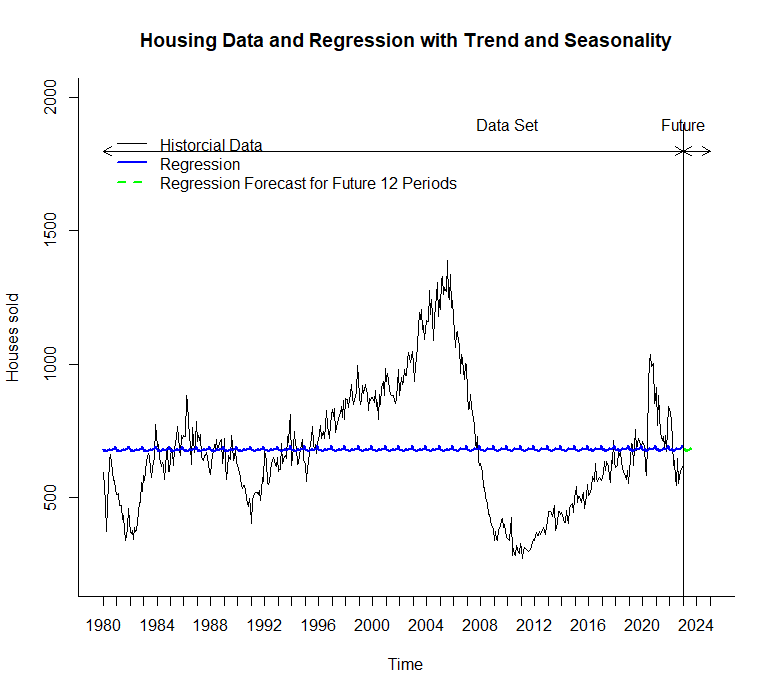 Housing Data and Regression with Trend and Seasonality
2000
Data Set
Future
Historcial Data
Regression
Regression Forecast for Future 12 Periods
1500
1000
500
Houses sold
1980 1984 1988 1992 1996 2000 2004 2008 2012 2016 2020 2024
Time